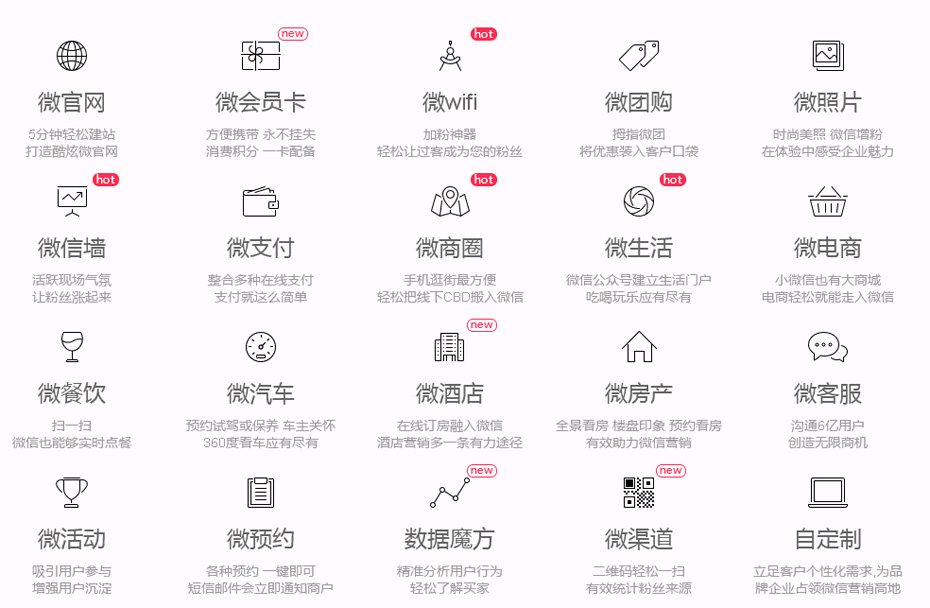 new
hot
微官网
微会员卡
微wifi
微团购
微照片
5分钟轻松建站
打造酷炫微官网
方便携带 永不挂失
消费积分 一卡配备
加粉神器
轻松让过客成为您的粉丝
拇指微团
将优惠装入客户口袋
时尚美照 微信增粉
在体验中感受企业魅力
hot
hot
hot
微信墙
微支付
微商圈
微生活
微电商
活跃现场气氛
让粉丝涨起来
整合多种在线支付
支付就这么简单
手机逛街最方便
轻松把线下CBD搬入微信
微信公众号建立生活门户
吃喝玩乐应有尽有
小微信也有大商城
电商轻松就能走入微信
new
微餐饮
微汽车
微酒店
微房产
微客服
扫一扫
微信也能够实时点餐
预约试驾或保养 车主关怀
360度看车应有尽有
在线订房融入微信
酒店营销多一条有力途径
全景看房 楼盘印象 预约看房
有效助力微信营销
沟通6亿用户
创造无限商机
new
new
微活动
微预约
数据魔方
微渠道
自定制
吸引用户参与
增强用户沉淀
各种预约 一键即可
短信邮件会立即通知商户
精准分析用户行为
轻松了解买家
二维码轻松一扫
有效统计粉丝来源
立足客户个性化需求,为品
牌企业占领微信营销高地